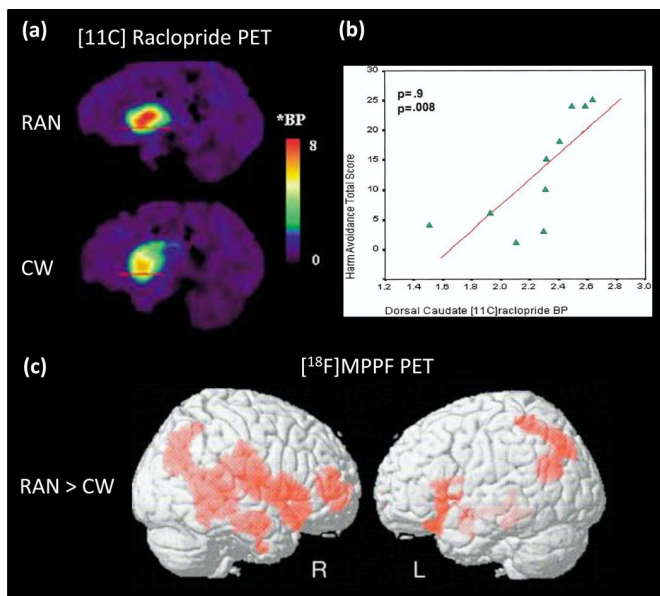 (a)
[11C] Raclopride PET
RAN
*BP
8
0
CW
(b)
p=.9
p=.008
Harm Avoidance Total Score
30
25
20
15
10
5
0
1.2 1.4 1.6 1.8 2.0 2.2 2.4 2.6 2.8 3.0
Dorsal Caudate [11C]raclopride BP
(c)
[¹⁸F]MPPF PET
RAN > CW
R L